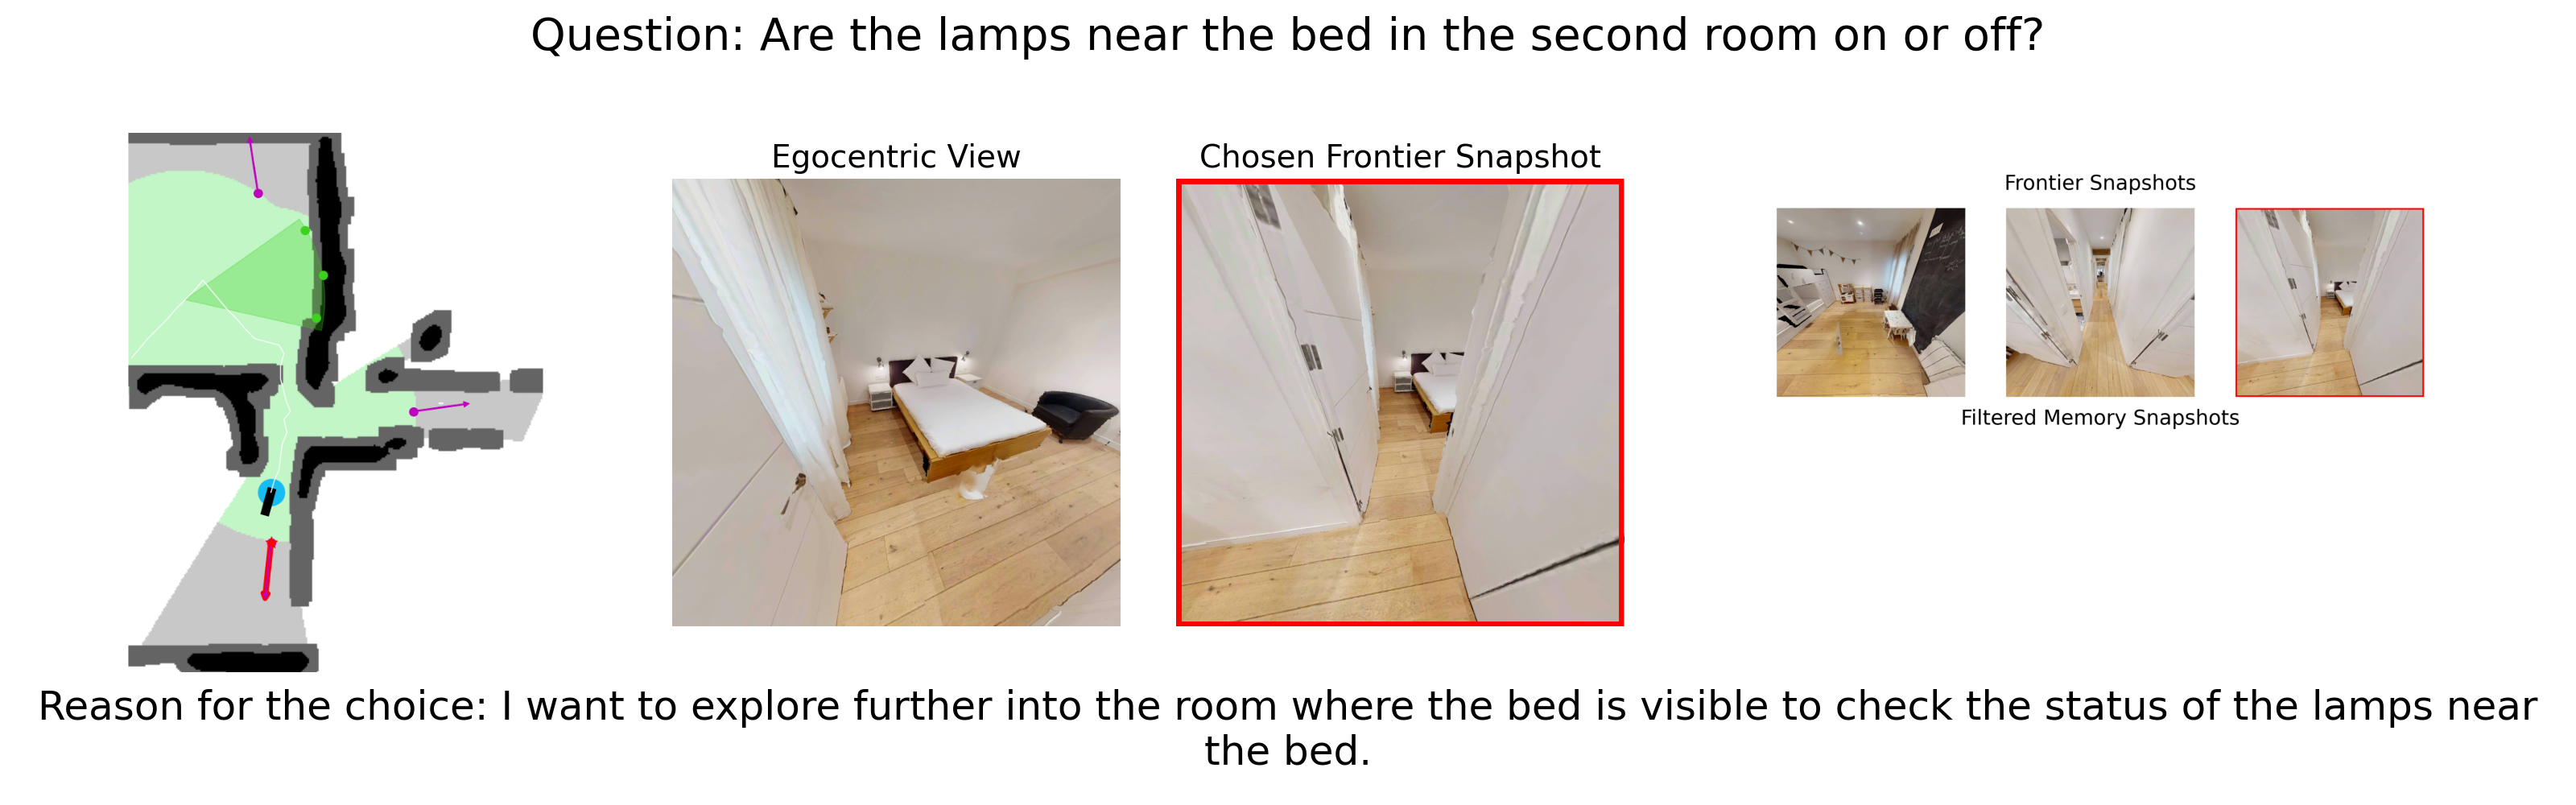 Question: Are the lamps near the bed in the second room on or off?
Egocentric View
Chosen Frontier Snapshot
Frontier Snapshots
Filtered Memory Snapshots
Reason for the choice: I want to explore further into the room where the bed is visible to check the status of the lamps near
the bed.